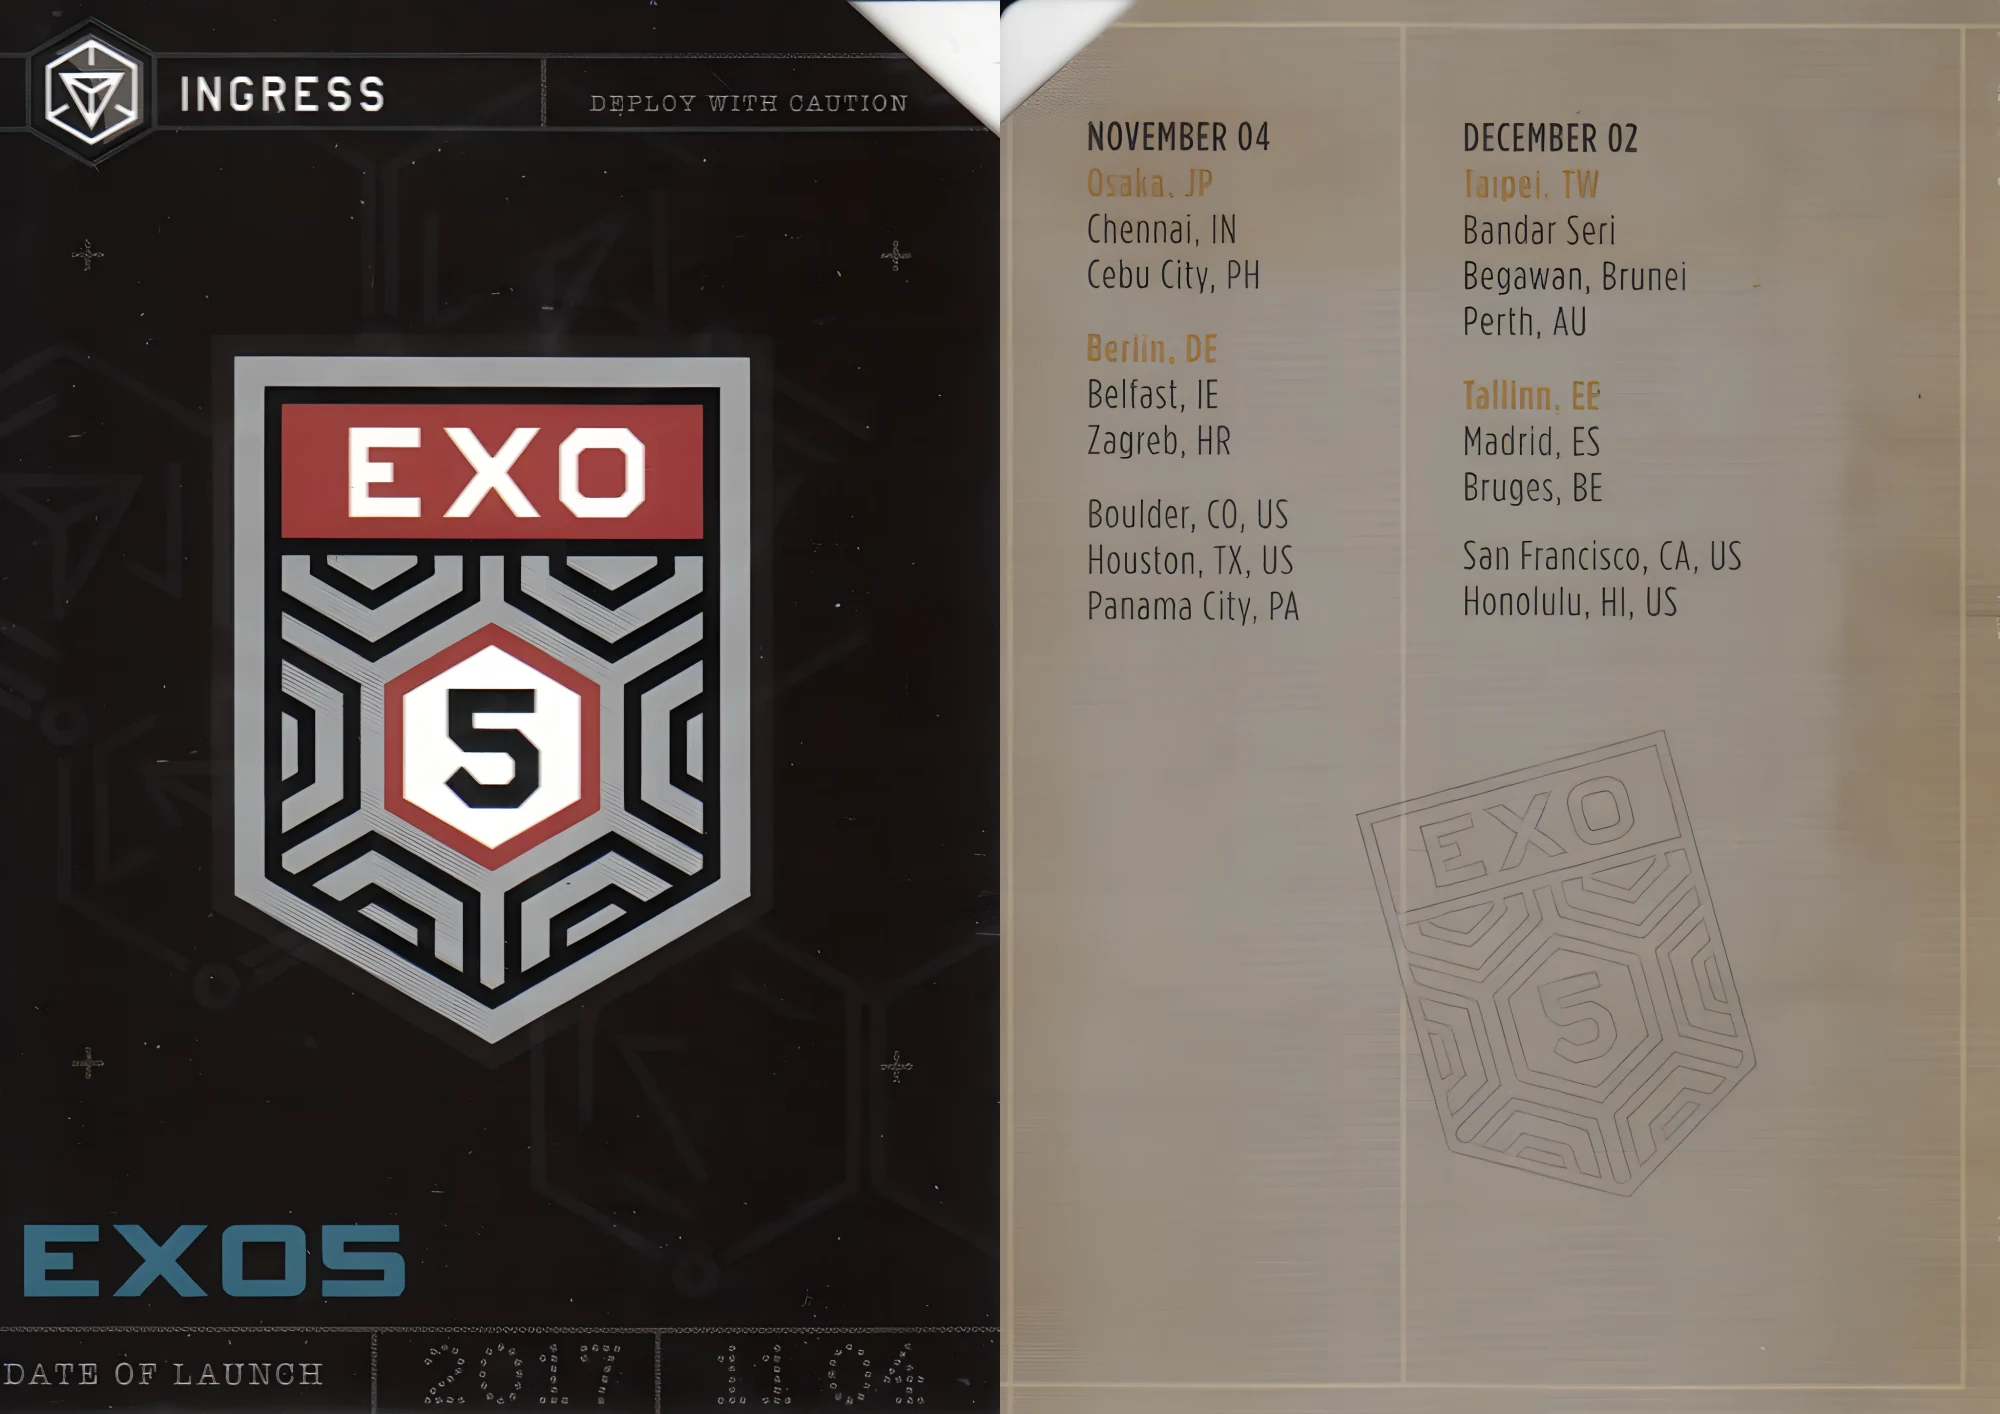 INGRESS
DEPLOY WITH CAUTION
EXO
5
EXO5
DATE OF LAUNCH
2017
11 04
NOVEMBER 04
Osaka, JP
Chennai, IN
Cebu City, PH
Berlin, DE
Belfast, IE
Zagreb, HR
Boulder, CO, US
Houston, TX, US
Panama City, PA
DECEMBER 02
Taipei, TW
Bandar Seri
Begawan, Brunei
Perth, AU
Tallinn, EE
Madrid, ES
Bruges, BE
San Francisco, CA, US
Honolulu, HI, US
EXO
5